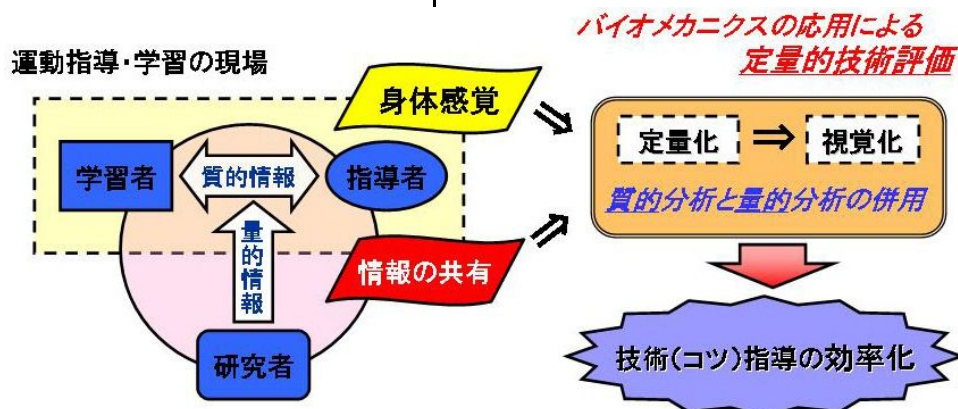 運動指導・学習の現場
身体感覚
学習者
質的情報
指導者
量的情報
情報の共有
研究者
バイオメカニクスの応用による
定量的技術評価
定量化
視覚化
質的分析と量的分析の併用
技術(コツ)指導の効率化